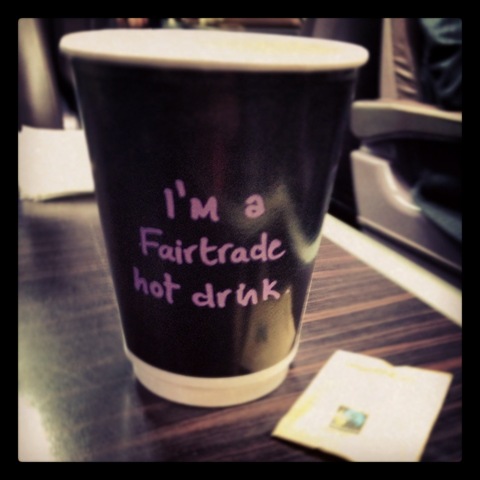 I'm a
Fairtrade
hot drink.